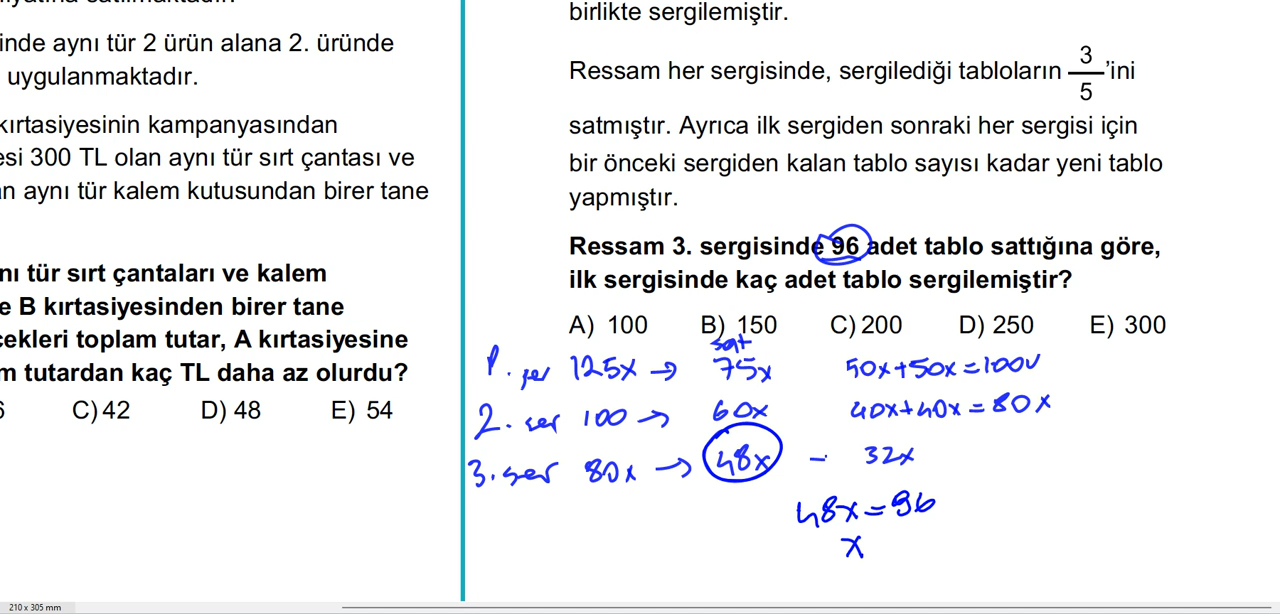 inde aynı tür 2 ürün alana 2. üründe
uygulanmaktadır.
kırtasiyesinin kampanyasından
esi 300 TL olan aynı tür sırt çantası ve
an aynı tür kalem kutusundan birer tane
nı tür sırt çantaları ve kalem
e B kırtasiyesinden birer tane
çekleri toplam tutar, A kırtasiyesine
m tutardan kaç TL daha az olurdu?
C) 42 D) 48 E) 54
birlikte sergilemiştir.
Ressam her sergisinde, sergilediği tabloların 3/5 'ini
satmıştır. Ayrıca ilk sergiden sonraki her sergisi için
bir önceki sergiden kalan tablo sayısı kadar yeni tablo
yapmıştır.
Ressam 3. sergisinde 96 adet tablo sattığına göre,
ilk sergisinde kaç adet tablo sergilemiştir?
A) 100 B) 150 C) 200 D) 250 E) 300
sat
1. ser 125x → 75x 50x+50x=100x
2. ser 100 → 60x 40x+40x=80x
3. ser 80x → 48x - 32x
48x=96
x
210 x 305 mm